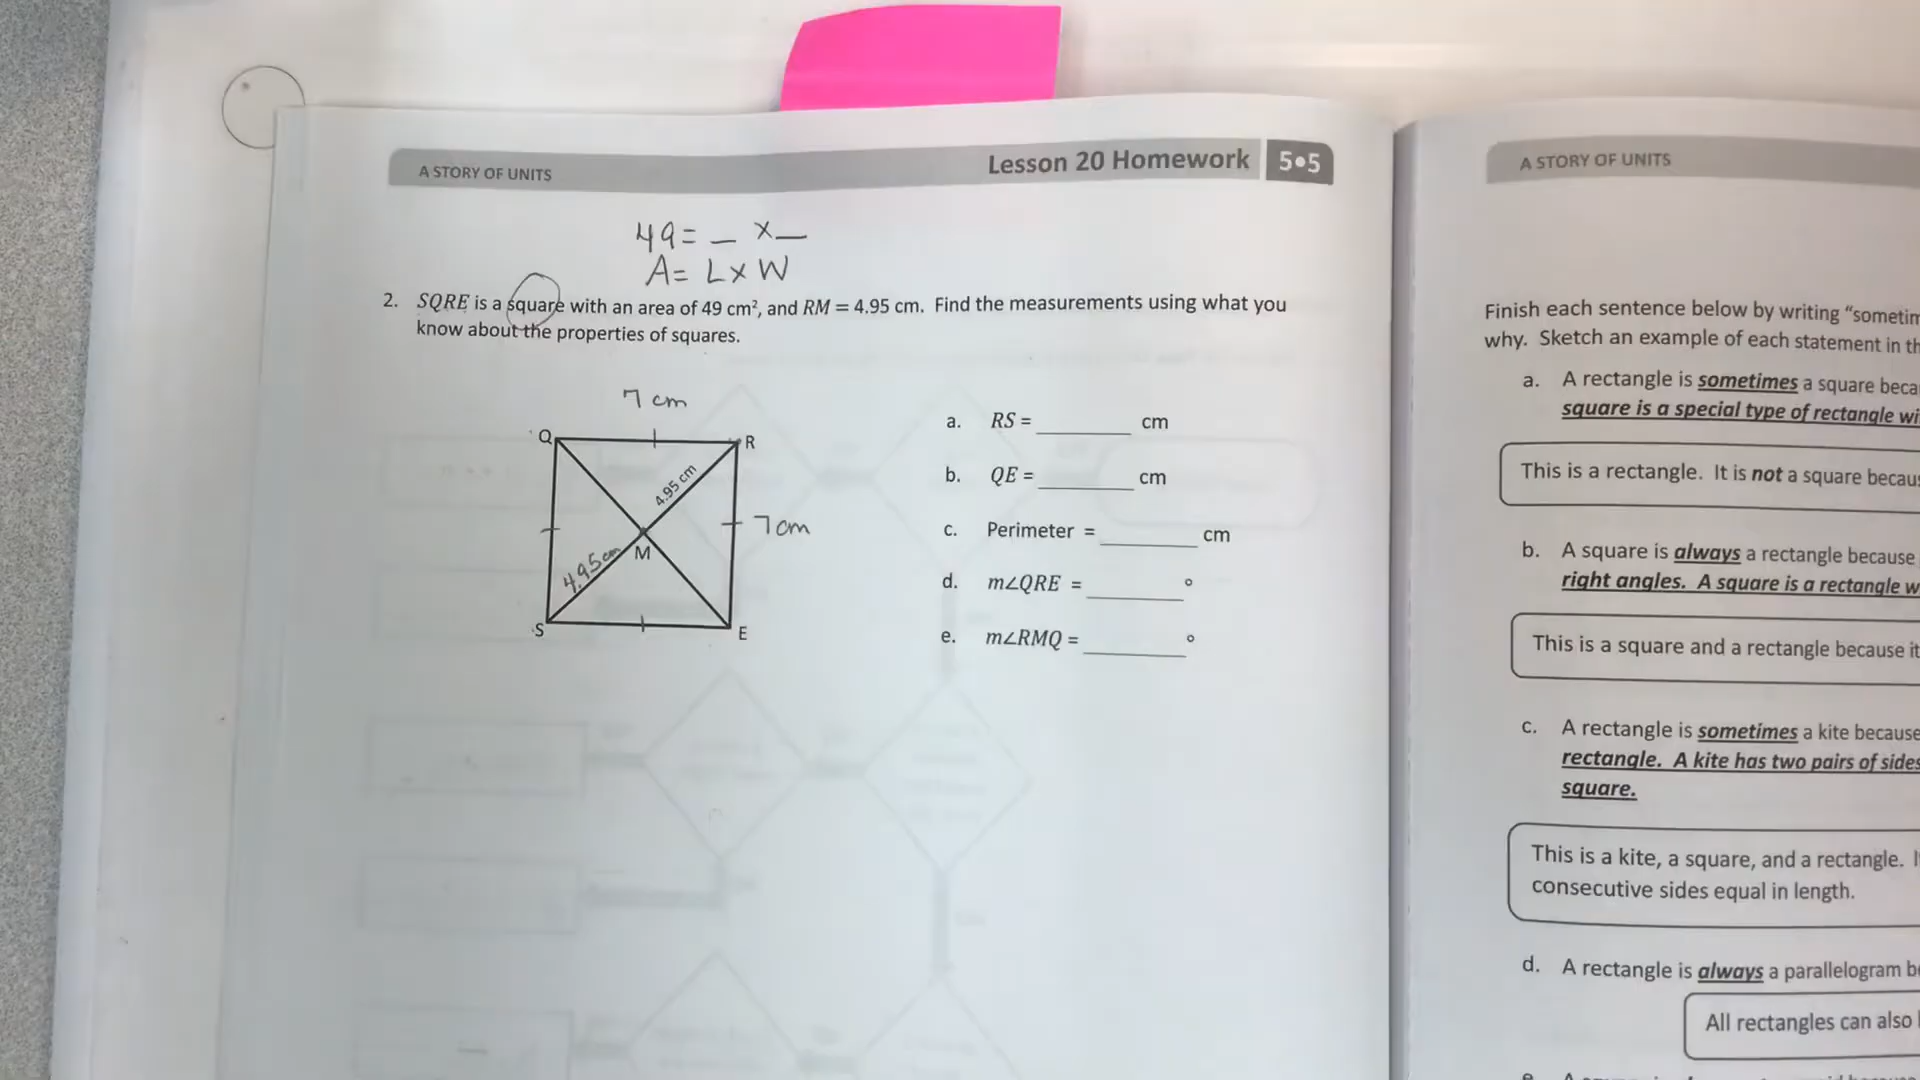 A STORY OF UNITS
Lesson 20 Homework 5•5
49 = _ x _
A = L x W
2. SQRE is a square with an area of 49 cm², and RM = 4.95 cm. Find the measurements using what you
know about the properties of squares.
7 cm
Q
R
4.95 cm
7cm
M
4.95cm
S
E
a. RS = ________ cm
b. QE = ________ cm
c. Perimeter = ________ cm
d. m∠QRE = ________ °
e. m∠RMQ = ________ °
A STORY OF UNITS
Finish each sentence below by writing “sometim
why. Sketch an example of each statement in th
a. A rectangle is sometimes a square beca
square is a special type of rectangle wi
This is a rectangle. It is not a square becaus
b. A square is always a rectangle because
right angles. A square is a rectangle w
This is a square and a rectangle because it
c. A rectangle is sometimes a kite because
rectangle. A kite has two pairs of sides
square.
This is a kite, a square, and a rectangle. I
consecutive sides equal in length.
d. A rectangle is always a parallelogram be
All rectangles can also